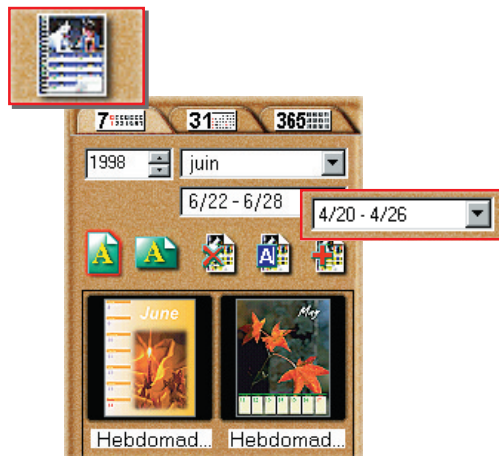 7 31 365
1998 juin
6/22 - 6/28
4/20 - 4/26
A A A
June May
Hebdomad... Hebdomad...